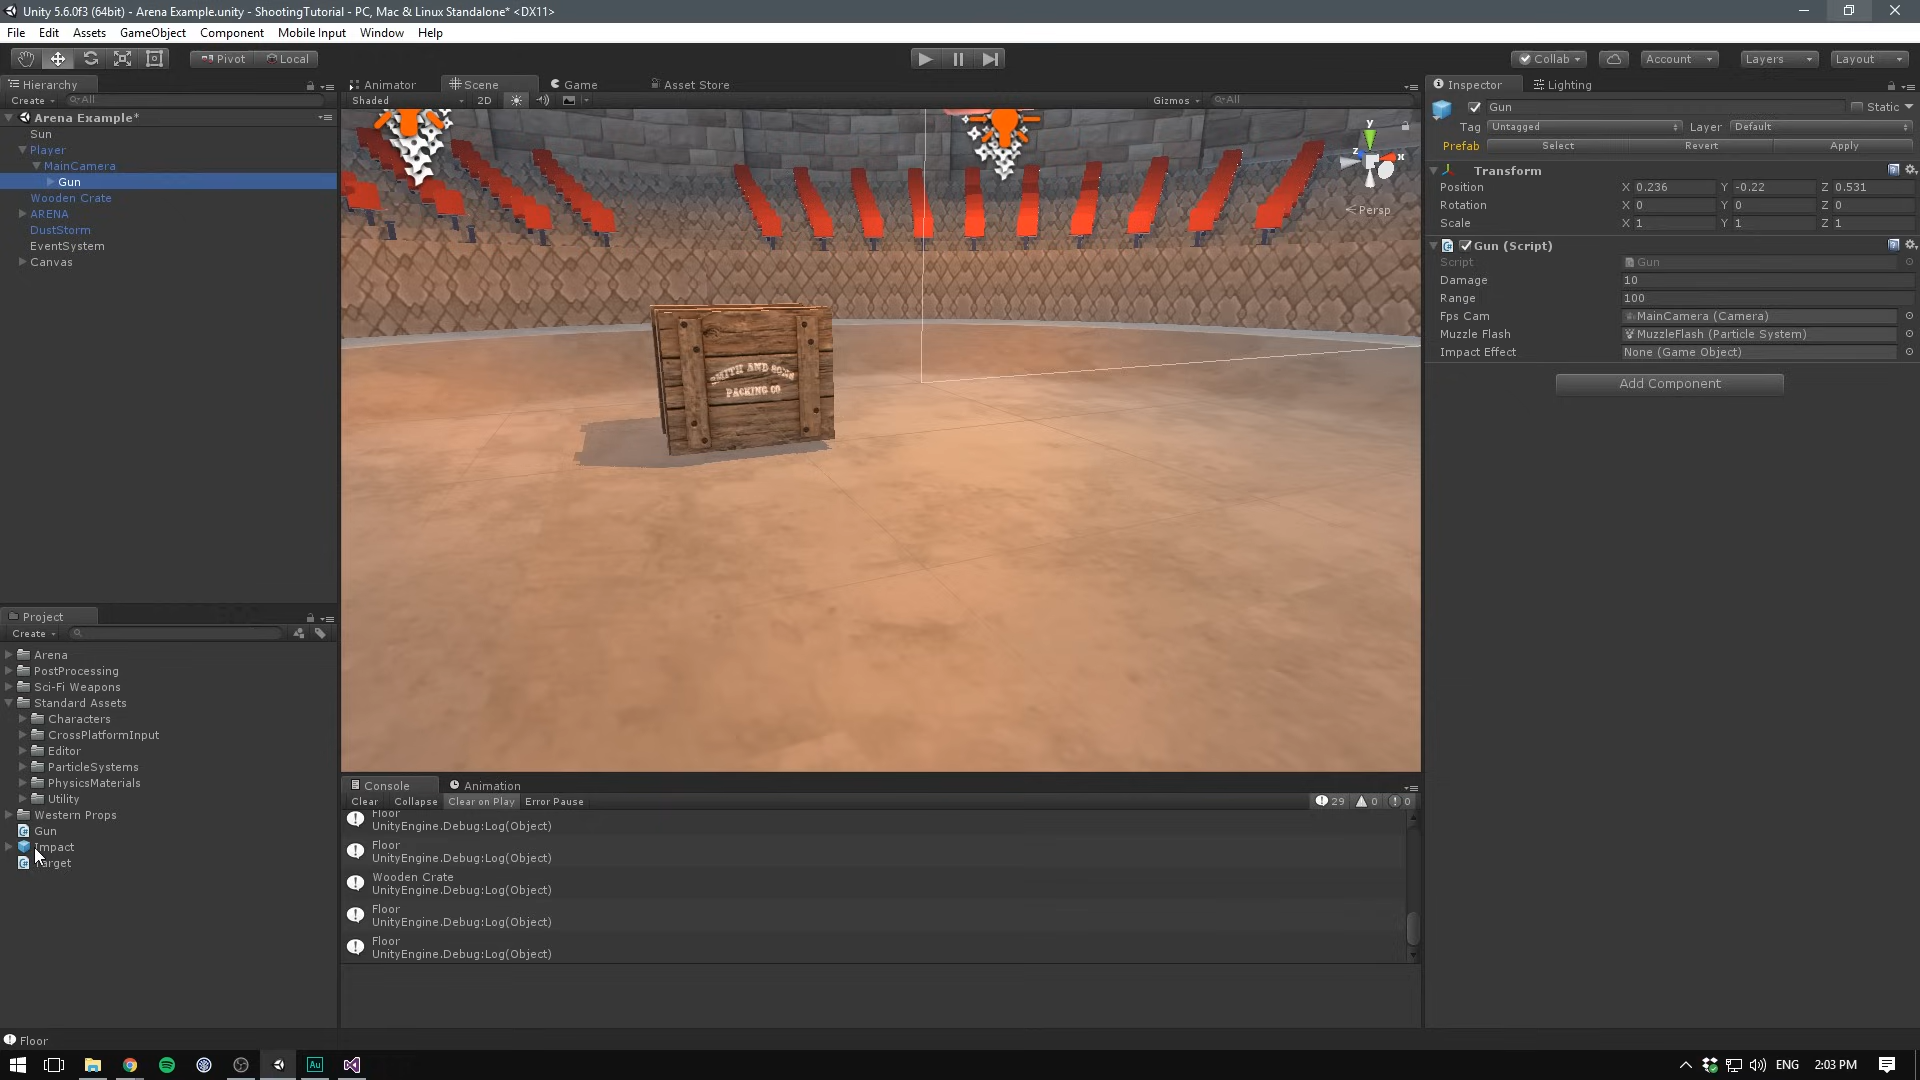 Unity 5.6.0f3 (64bit) - Arena Example.unity - ShootingTutorial - PC, Mac & Linux Standalone* <DX11>
File Edit Assets GameObject Component Mobile Input Window Help
Pivot Local Collab Account Layers Layout
Hierarchy
Create All
Arena Example*
Sun
Player
MainCamera
Gun
Wooden Crate
ARENA
DustStorm
EventSystem
Canvas
Animator Scene Game Asset Store
Shaded 2D Gizmos All
y
z x
Persp
SMITH AND SONS
PACKING CO
Inspector Lighting
Gun Static
Tag Untagged Layer Default
Prefab Select Revert Apply
Transform
Position X 0.236 Y -0.22 Z 0.531
Rotation X 0 Y 0 Z 0
Scale X 1 Y 1 Z 1
Gun (Script)
Script Gun
Damage 10
Range 100
Fps Cam MainCamera (Camera)
Muzzle Flash MuzzleFlash (Particle System)
Impact Effect None (Game Object)
Add Component
Project
Create
Arena
PostProcessing
Sci-Fi Weapons
Standard Assets
Characters
CrossPlatformInput
Editor
ParticleSystems
PhysicsMaterials
Utility
Western Props
Gun
Impact
Target
Console Animation
Clear Collapse Clear on Play Error Pause 29 0 0
Floor
UnityEngine.Debug:Log(Object)
Floor
UnityEngine.Debug:Log(Object)
Wooden Crate
UnityEngine.Debug:Log(Object)
Floor
UnityEngine.Debug:Log(Object)
Floor
UnityEngine.Debug:Log(Object)
Floor
Au ENG 2:03 PM